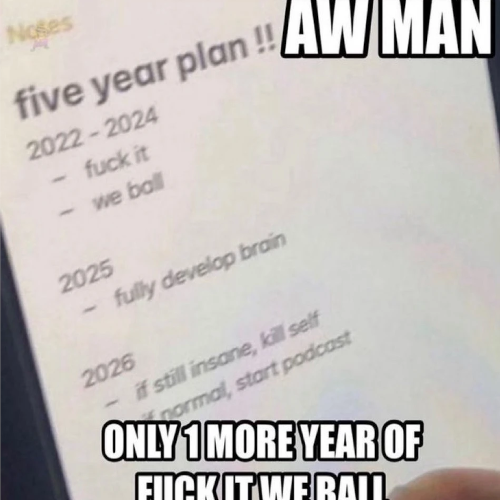 Notes
AW MAN
five year plan !!
2022 - 2024
- fuck it
- we ball
2025
- fully develop brain
2026
- if still insane, kill self
if normal, start podcast
ONLY 1 MORE YEAR OF
FUCK IT WE BALL